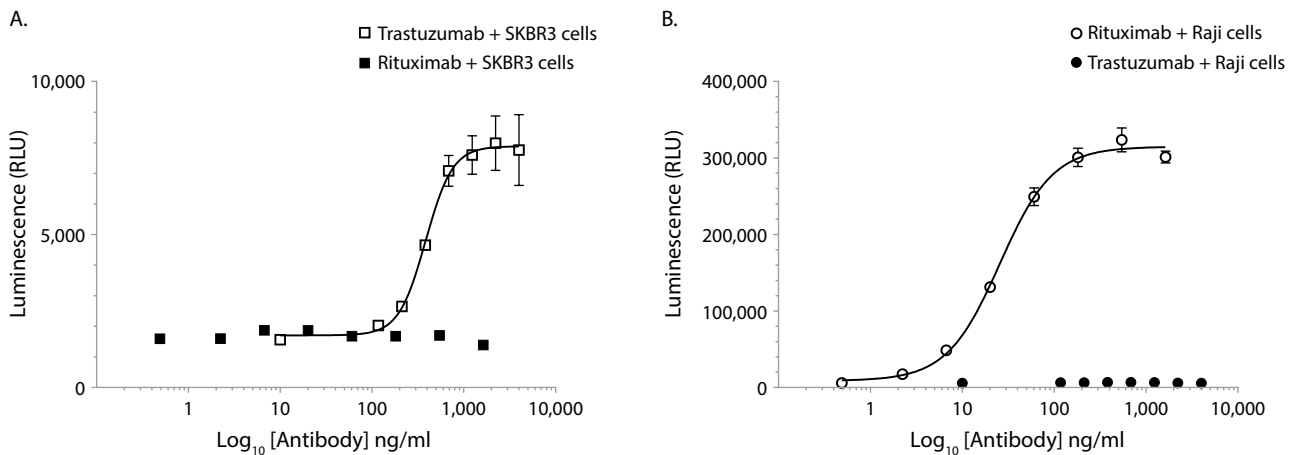 A.
Trastuzumab + SKBR3 cells
Rituximab + SKBR3 cells
10,000
5,000
0
Luminescence (RLU)
1 10 100 1,000 10,000
Log10 [Antibody] ng/ml
B.
Rituximab + Raji cells
Trastuzumab + Raji cells
400,000
300,000
200,000
100,000
0
Luminescence (RLU)
1 10 100 1,000 10,000
Log10 [Antibody] ng/ml